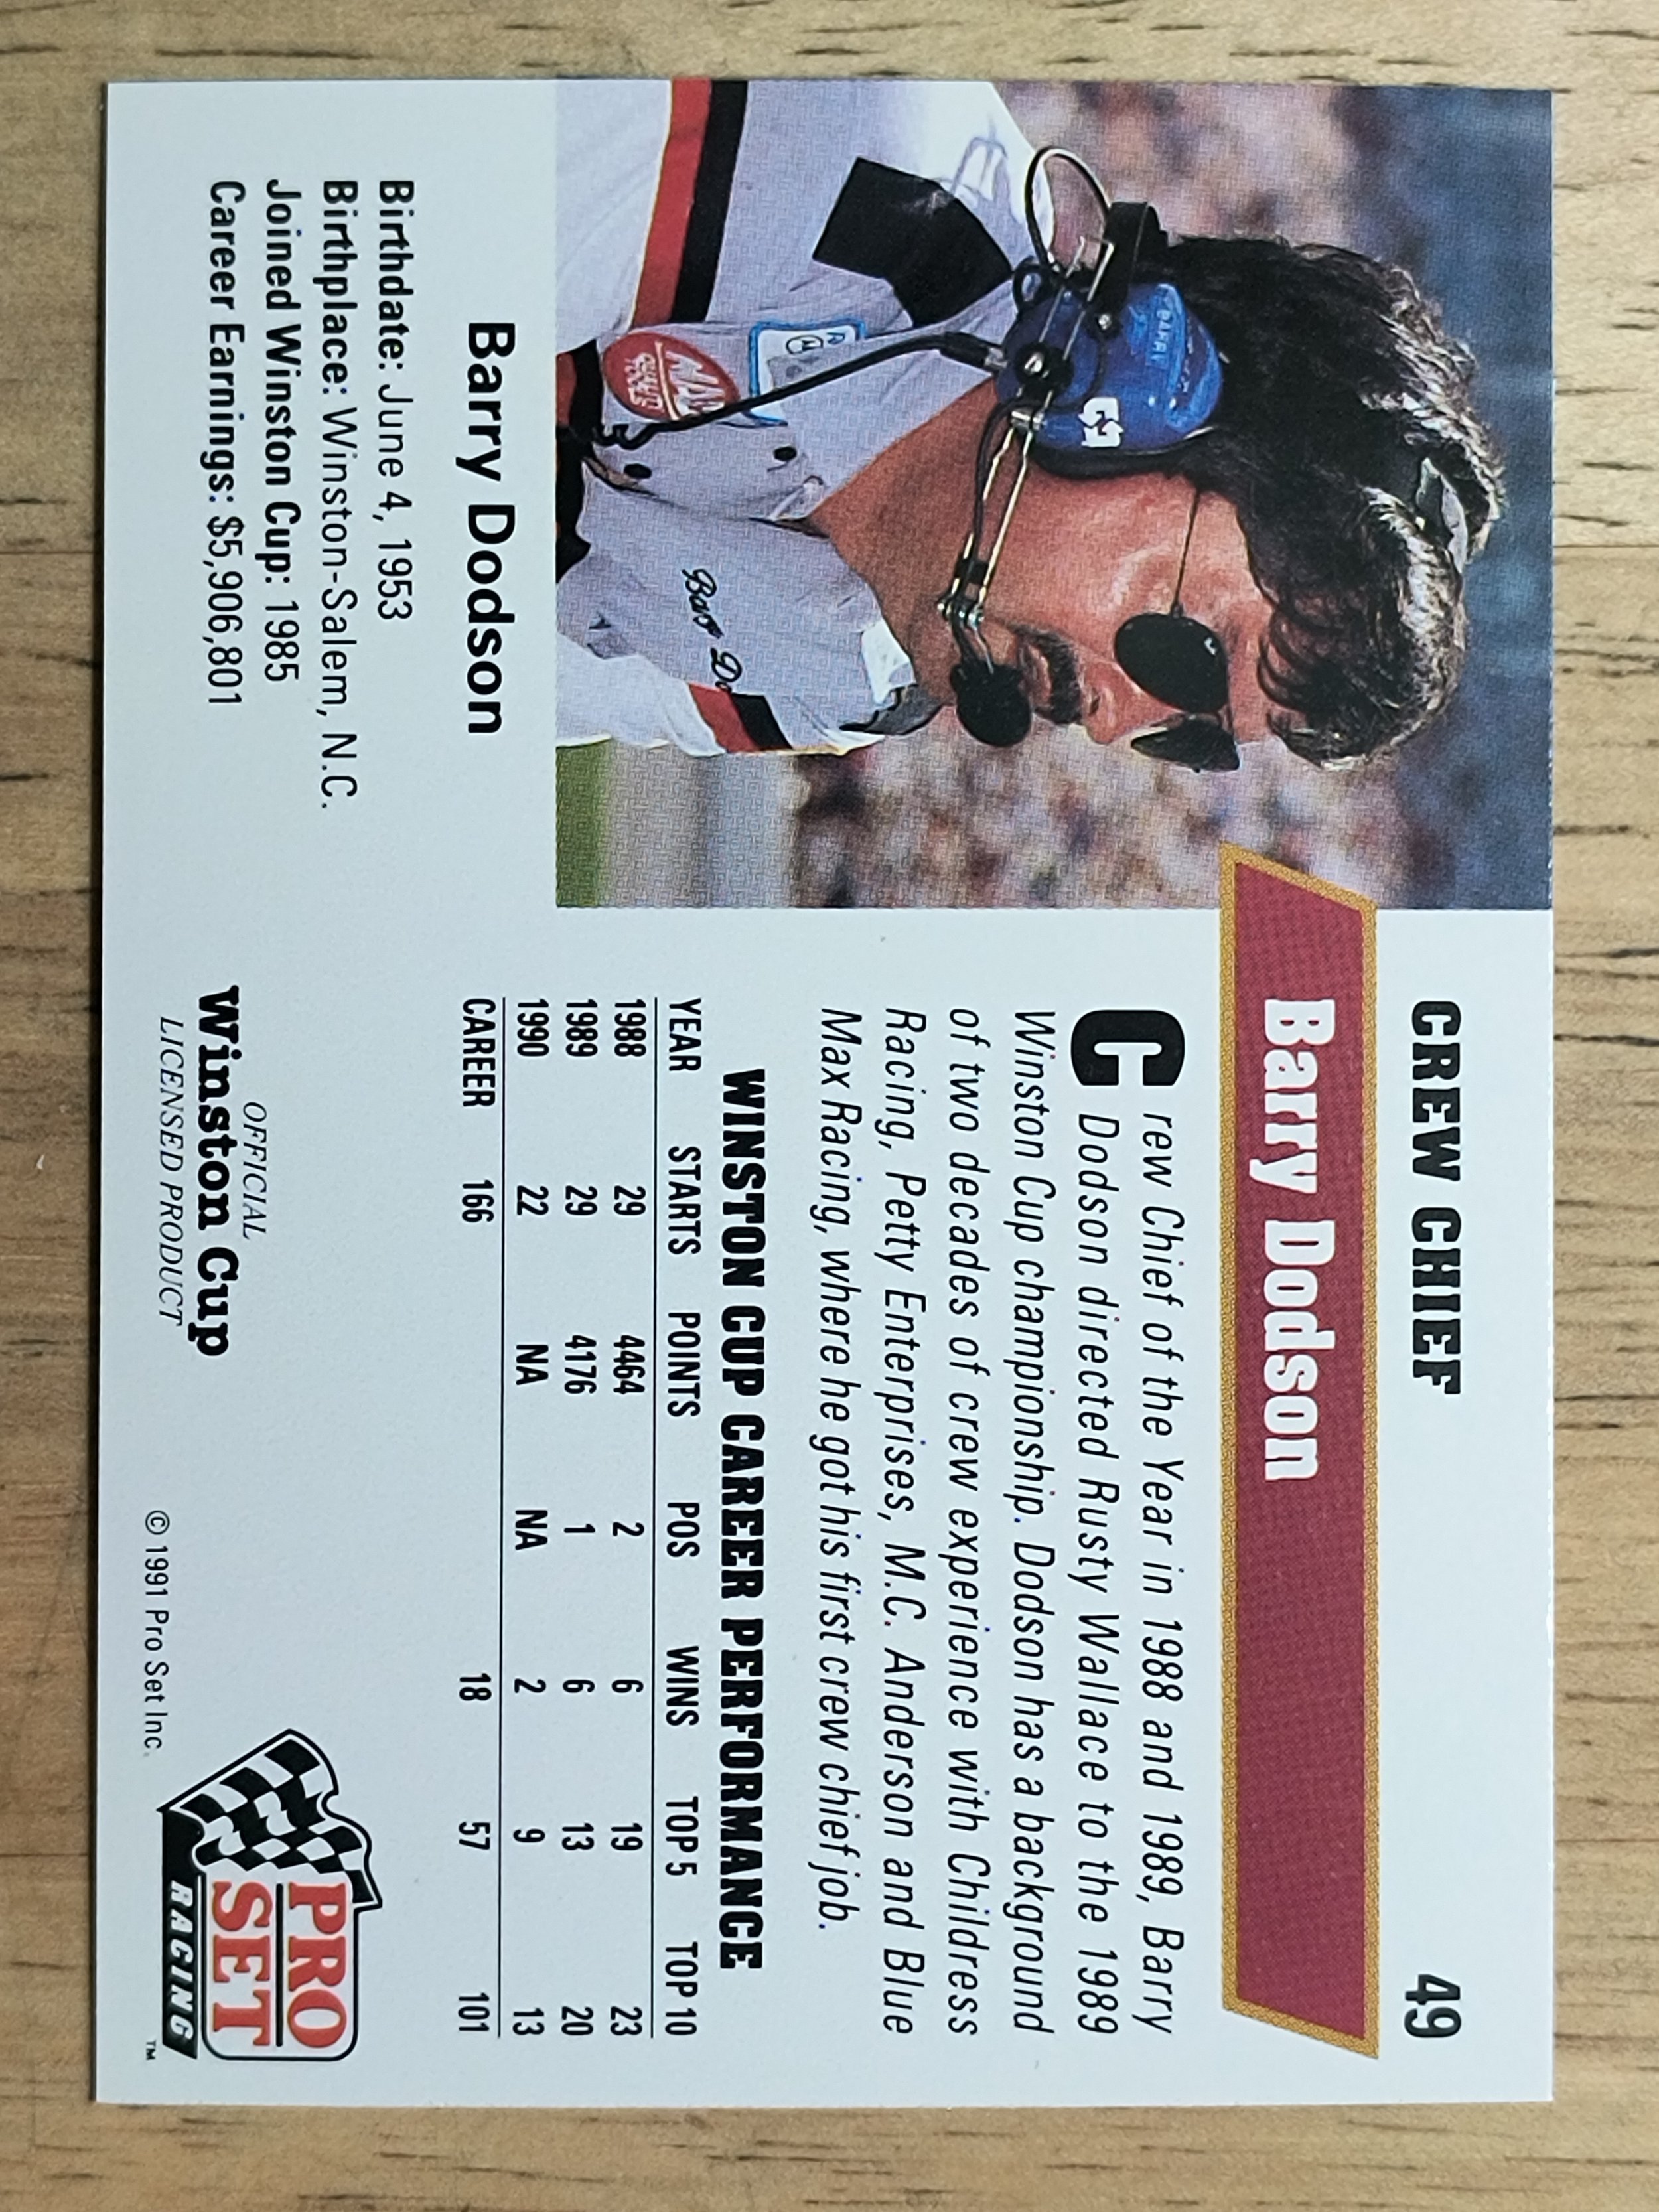 CREW CHIEF 49
Barry Dodson
Crew Chief of the Year in 1988 and 1989, Barry
Dodson directed Rusty Wallace to the 1989
Winston Cup championship. Dodson has a background
of two decades of crew experience with Childress
Racing, Petty Enterprises, M.C. Anderson and Blue
Max Racing, where he got his first crew chief job.
WINSTON CUP CAREER PERFORMANCE
YEAR STARTS POINTS POS WINS TOP 5 TOP 10
1988 29 4464 2 6 19 23
1989 29 4176 1 6 13 20
1990 22 NA NA 2 9 13
CAREER 166 18 57 101
BARRY
Barry Dodson
Birthdate: June 4, 1953
Birthplace: Winston-Salem, N.C.
Joined Winston Cup: 1985
Career Earnings: $5,906,801
OFFICIAL
Winston Cup
LICENSED PRODUCT
© 1991 Pro Set Inc.
PRO
SET
RACING
TM